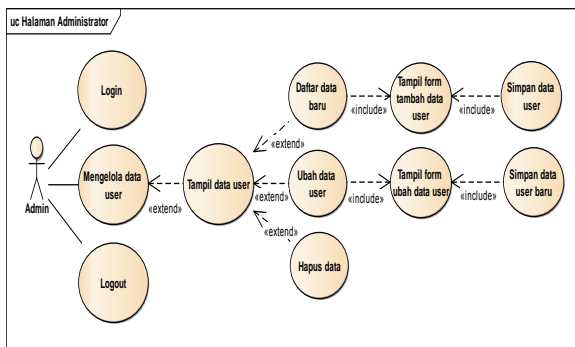 uc Halaman Administrator
Login
Admin
Mengelola data
user
Logout
«extend»
Tampil data user
«extend»
«extend»
«extend»
Daftar data
baru
«include»
Tampil form
tambah data
user
«include»
Simpan data
user
Ubah data
user
«include»
Tampil form
ubah data user
«include»
Simpan data
user baru
Hapus data